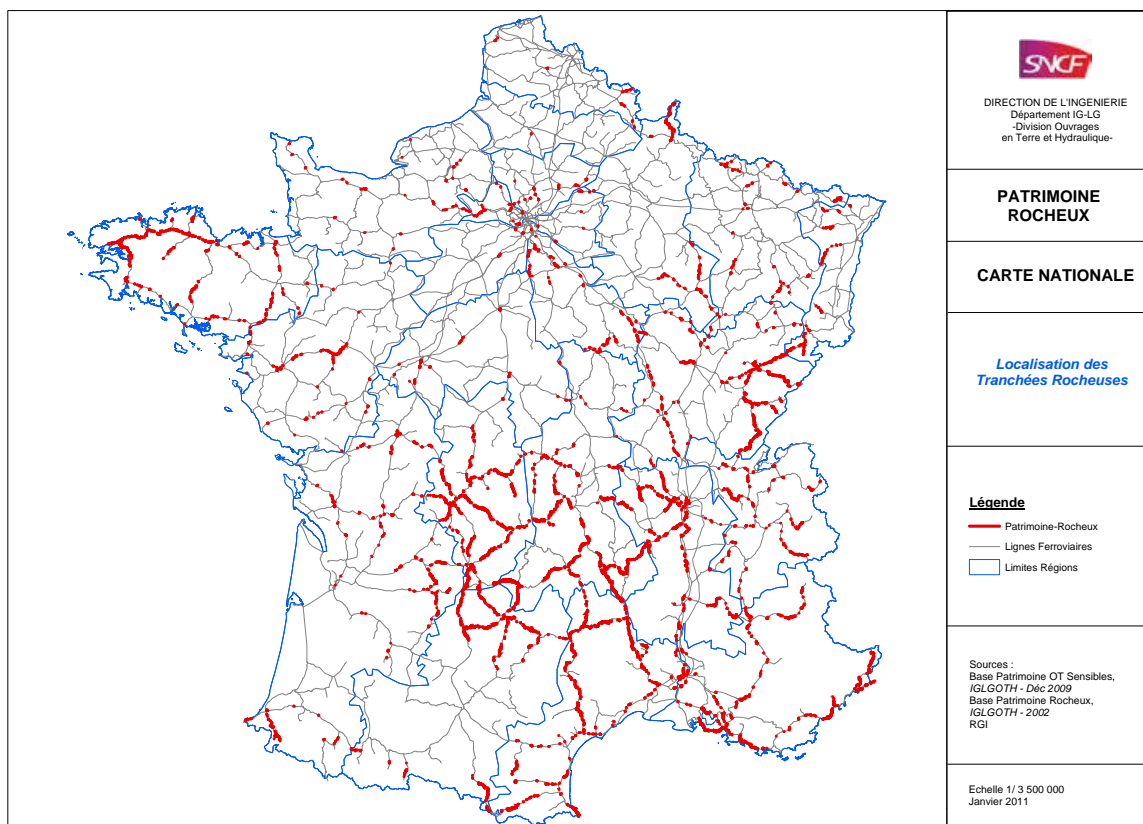 SNCF
DIRECTION DE L'INGENIERIE
Département IG-LG
-Division Ouvrages
en Terre et Hydraulique-
PATRIMOINE
ROCHEUX
CARTE NATIONALE
Localisation des
Tranchées Rocheuses
Légende
Patrimoine-Rocheux
Lignes Ferroviaires
Limites Régions
Sources :
Base Patrimoine OT Sensibles,
IGLGOTH - Déc 2009
Base Patrimoine Rocheux,
IGLGOTH - 2002
RGI
Echelle 1/ 3 500 000
Janvier 2011